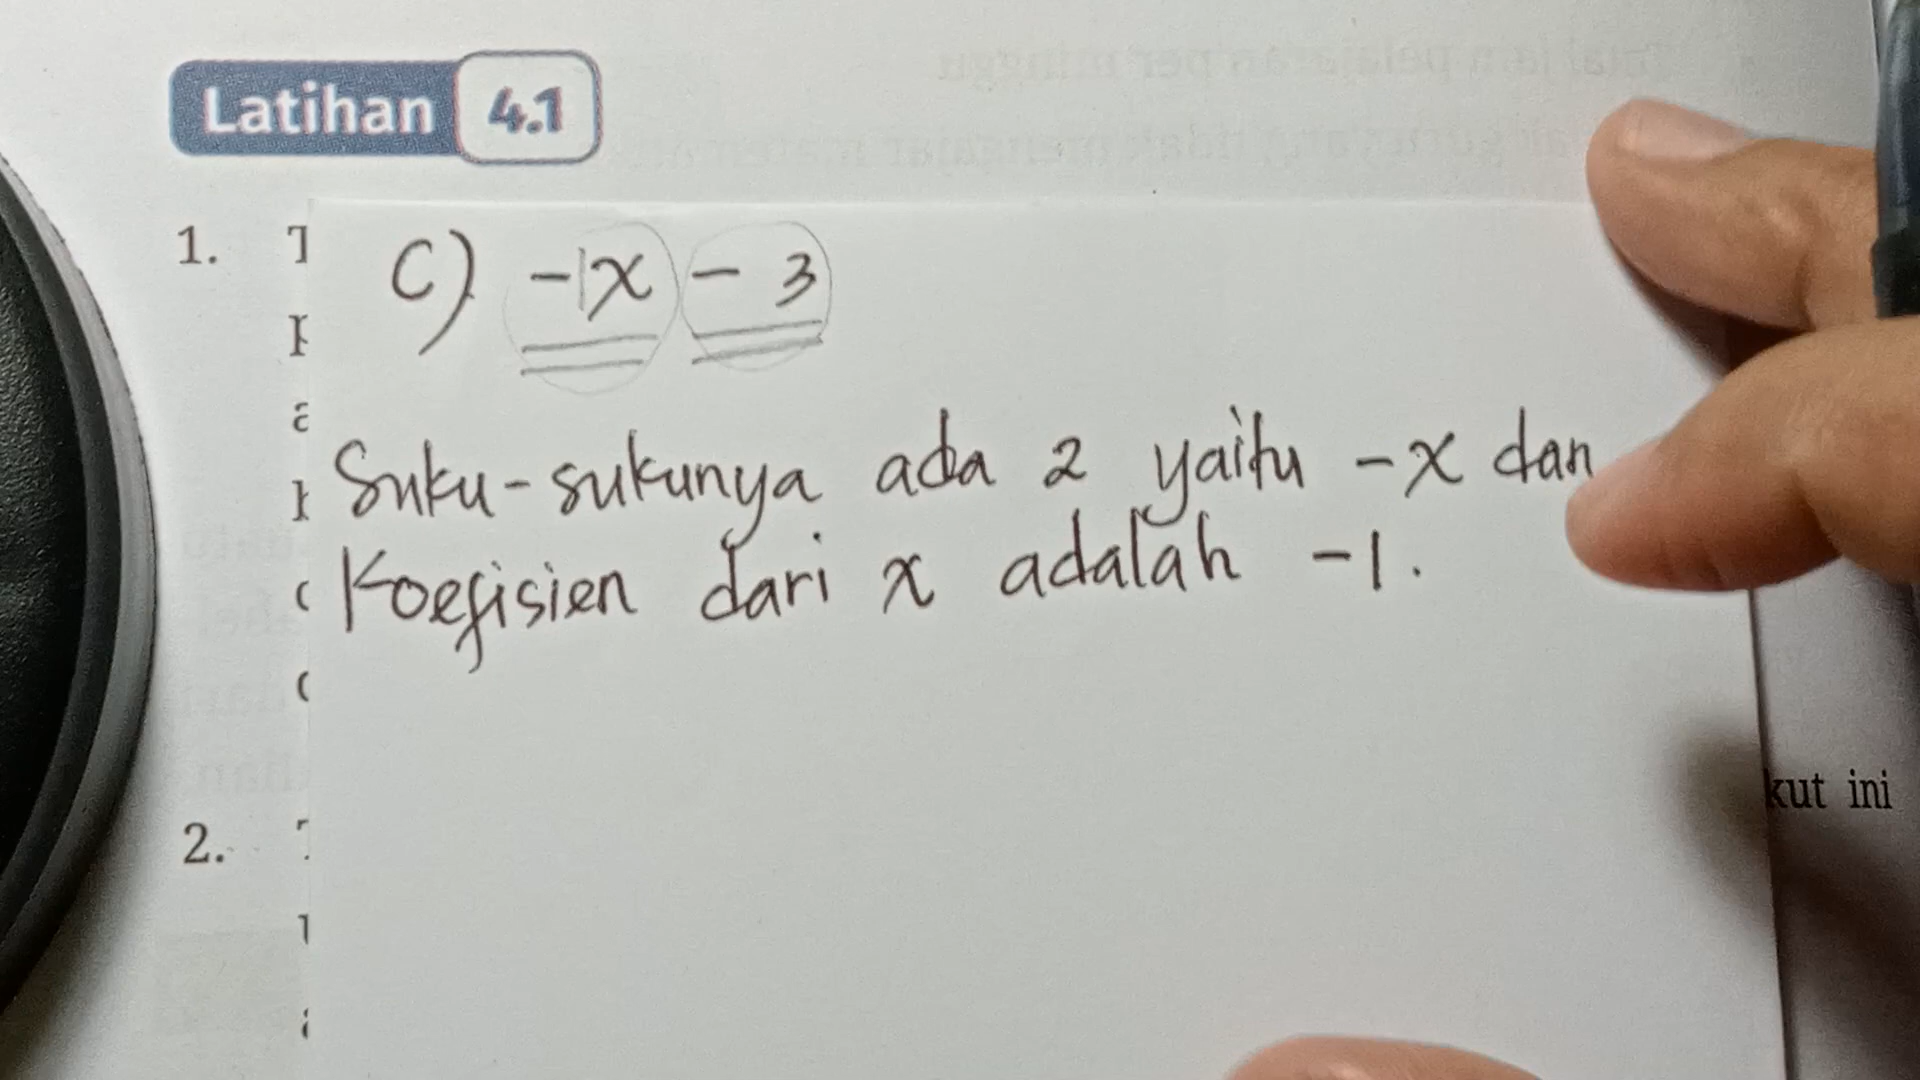 Latihan 4.1
1.
c) -1x - 3
Suku-sukunya ada 2 yaitu -x dan
Koefisien dari x adalah -1.
kut ini
2.